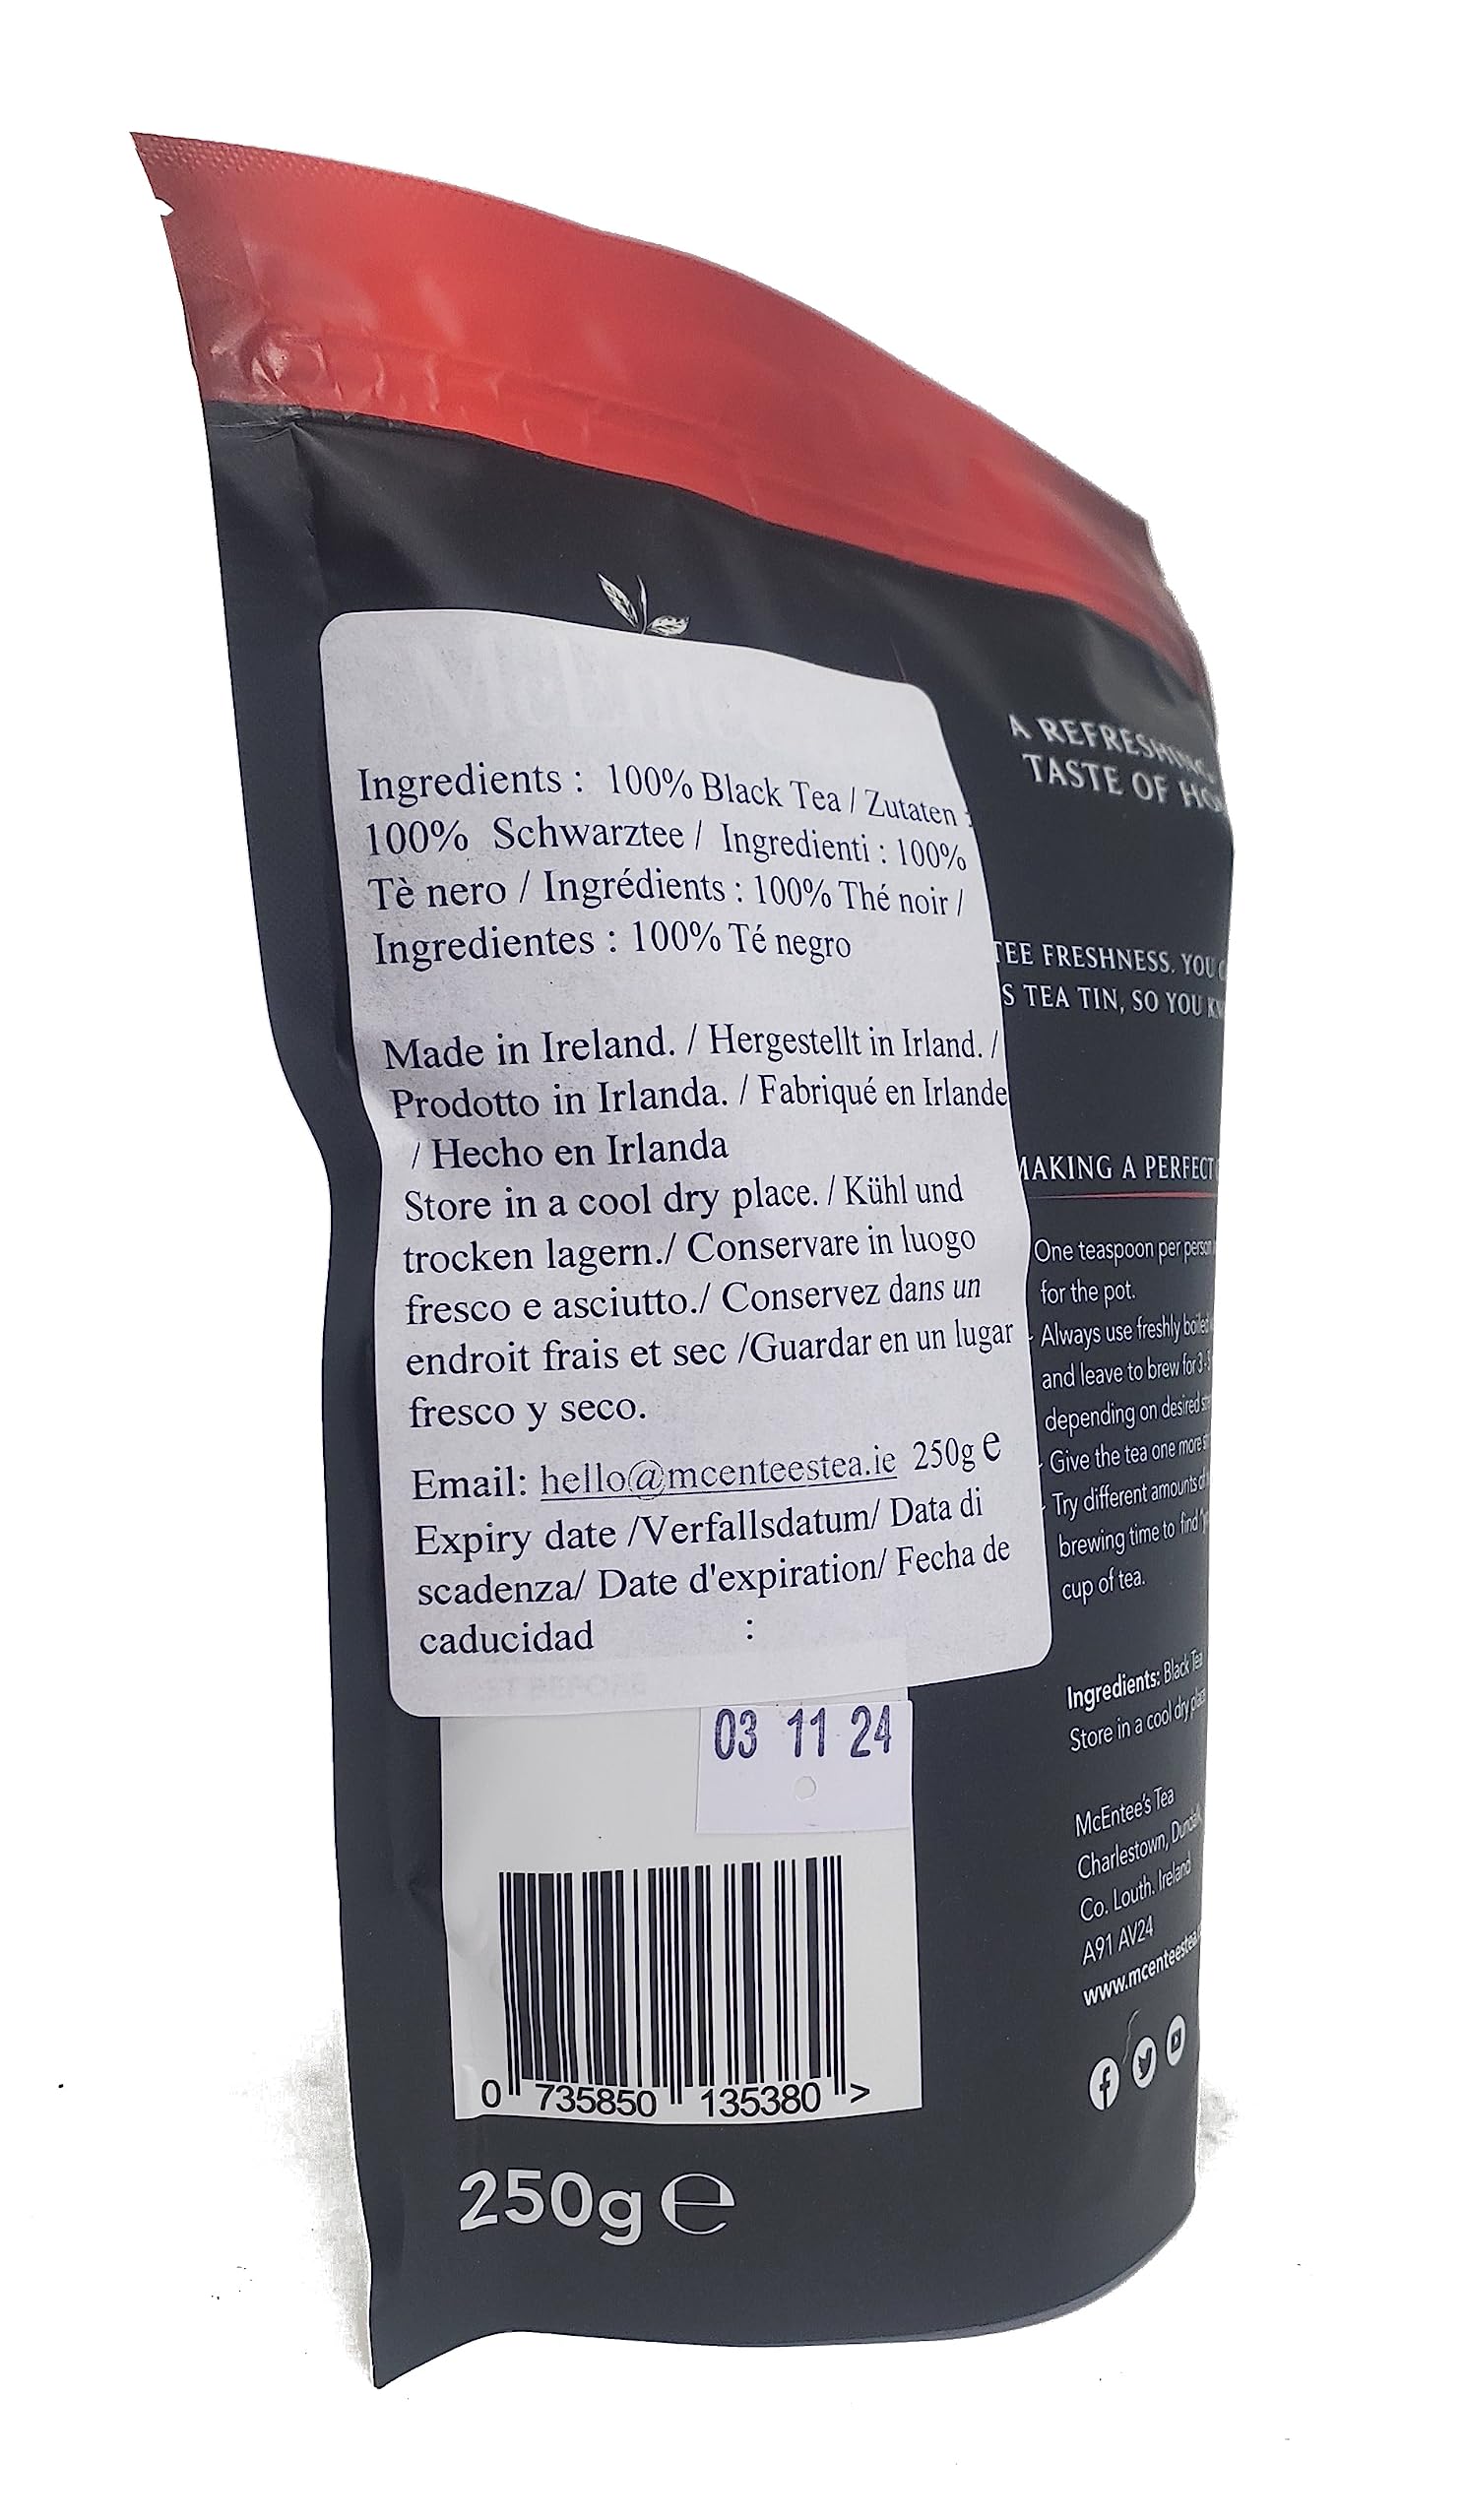 Ingredients : 100% Black Tea / Zutaten :
100% Schwarztee / Ingredienti : 100%
Tè nero / Ingrédients : 100% Thé noir /
Ingredientes : 100% Té negro
Made in Ireland. / Hergestellt in Irland. /
Prodotto in Irlanda. / Fabriqué en Irlande
/ Hecho en Irlanda
Store in a cool dry place. / Kühl und
trocken lagern./ Conservare in luogo
fresco e asciutto./ Conservez dans un
endroit frais et sec /Guardar en un lugar
fresco y seco.
Email: hello@mcenteestea.ie 250g e
Expiry date /Verfallsdatum/ Data di
scadenza/ Date d'expiration/ Fecha de
caducidad :
03 11 24
0 735850 135380 >
250g e
A REFRESHING
TASTE OF
FRESHNESS. YOU
TEA TIN, SO YOU
MAKING A PERFECT
One teaspoon per person
for the pot.
Always use freshly boiled
and leave to brew for 3-
depending on desired
Give the tea one more
Try different amounts of
brewing time to find
cup of tea.
Ingredients: Black Tea
Store in a cool dry place
McEntee's Tea
Charlestown, Dundalk
Co. Louth. Ireland
A91 AV24
www.mcenteestea.